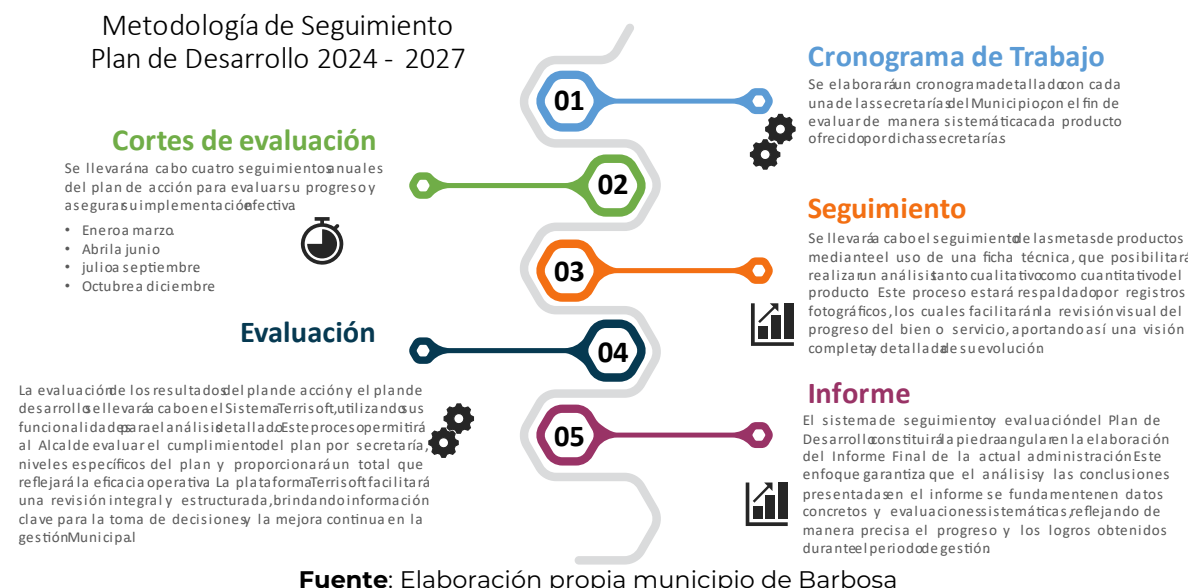 Metodología de Seguimiento
Plan de Desarrollo 2024 - 2027
01
Cronograma de Trabajo
Se elaborará un cronograma detallado con cada
una de las secretarías del Municipio, con el fin de
evaluar de manera sistemática cada producto
ofrecido por dichas secretarías
02
Cortes de evaluación
Se llevarán a cabo cuatro seguimientos anuales
del plan de acción para evaluar su progreso y
asegurar su implementación efectiva
• Enero a marzo.
• Abril a junio
• julio a septiembre
• Octubre a diciembre
03
Seguimiento
Se llevará a cabo el seguimiento de las metas de productos
mediante el uso de una ficha técnica, que posibilitará
realizar un análisis tanto cualitativo como cuantitativo del
producto. Este proceso estará respaldado por registros
fotográficos, los cuales facilitarán la revisión visual del
progreso del bien o servicio, aportando así una visión
completa y detallada de su evolución
04
Evaluación
La evaluación de los resultados del plan de acción y el plan de
desarrollo se llevará a cabo en el Sistema Terrisoft, utilizando sus
funcionalidades para el análisis detallado. Este proceso permitirá
al Alcalde evaluar el cumplimiento del plan por secretaría,
niveles específicos del plan y proporcionará un total que
reflejará la eficacia operativa La plataforma Terrisoft facilitará
una revisión integral y estructurada, brindando información
clave para la toma de decisiones y la mejora continua en la
gestión Municipal
05
Informe
El sistema de seguimiento y evaluación del Plan de
Desarrollo constituirá la piedra angular en la elaboración
del Informe Final de la actual administración Este
enfoque garantiza que el análisis y las conclusiones
presentadas en el informe se fundamenten en datos
concretos y evaluaciones sistemáticas, reflejando de
manera precisa el progreso y los logros obtenidos
durante el periodo de gestión
Fuente: Elaboración propia municipio de Barbosa